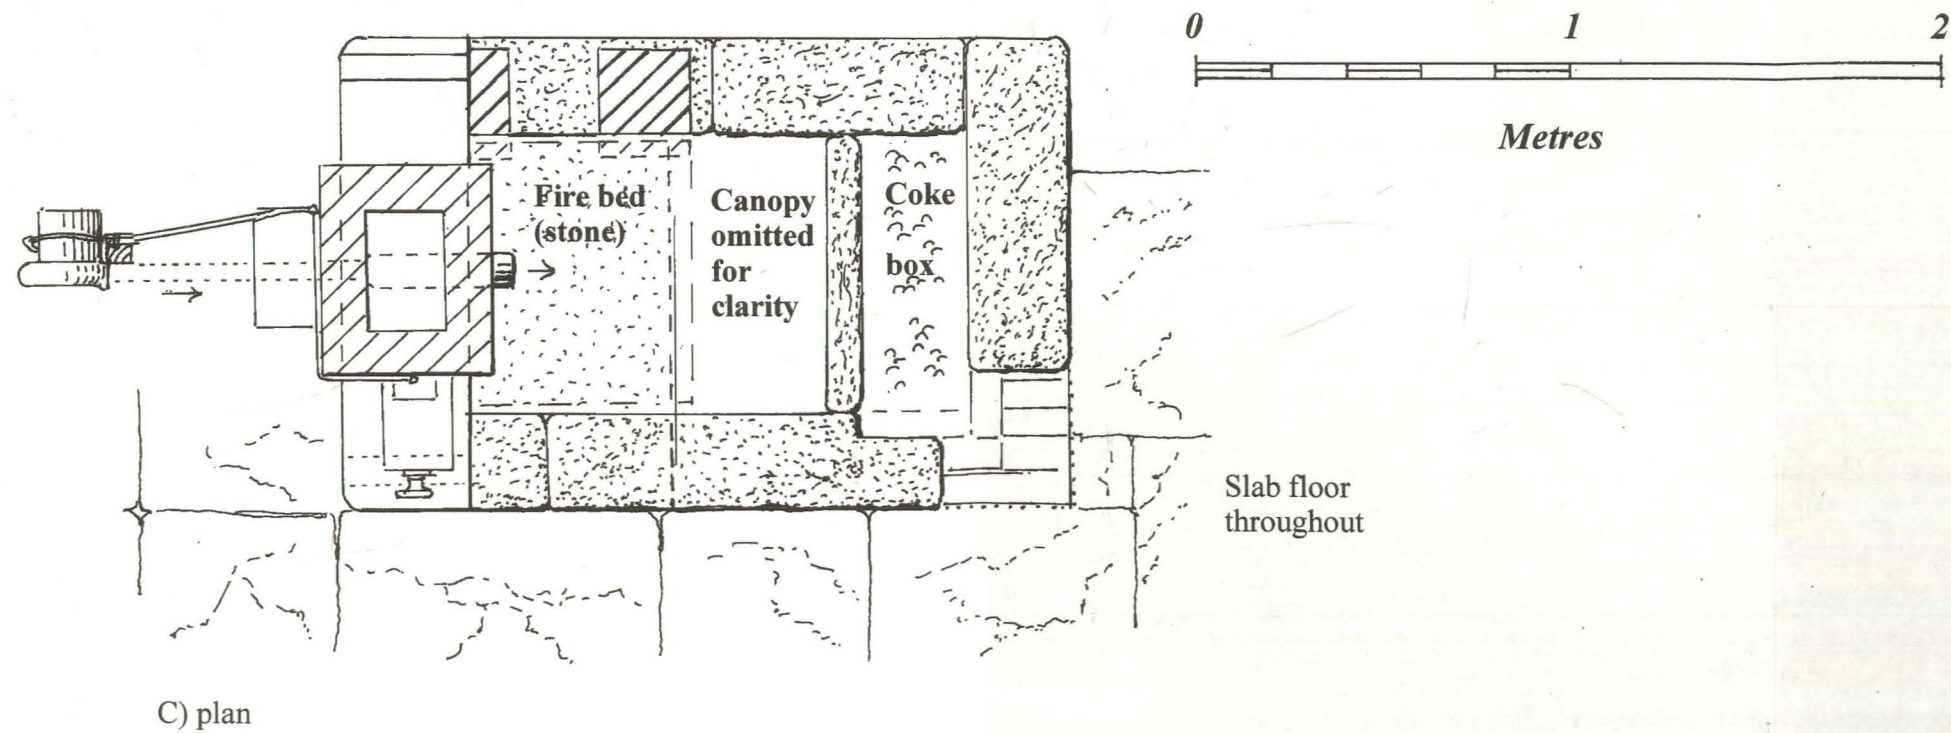 0 1 2
Metres
Fire bed
(stone)
Canopy
omitted
for
clarity
Coke
box
Slab floor
throughout
C) plan